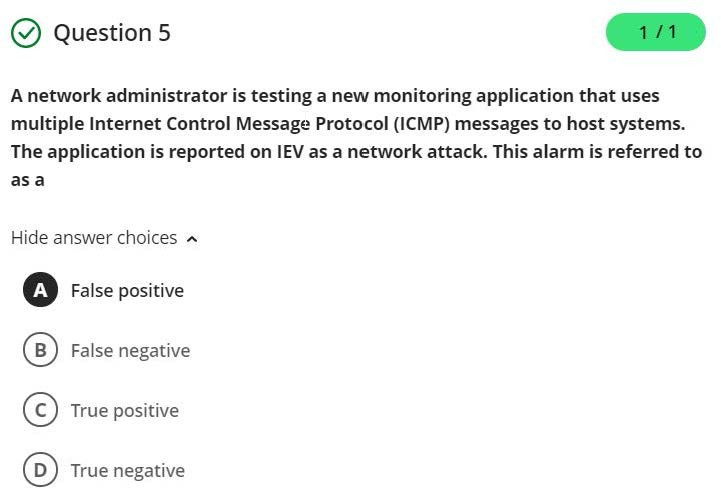 Question 5
1 / 1
A network administrator is testing a new monitoring application that uses
multiple Internet Control Message Protocol (ICMP) messages to host systems.
The application is reported on IEV as a network attack. This alarm is referred to
as a
Hide answer choices
A False positive
B False negative
C True positive
D True negative